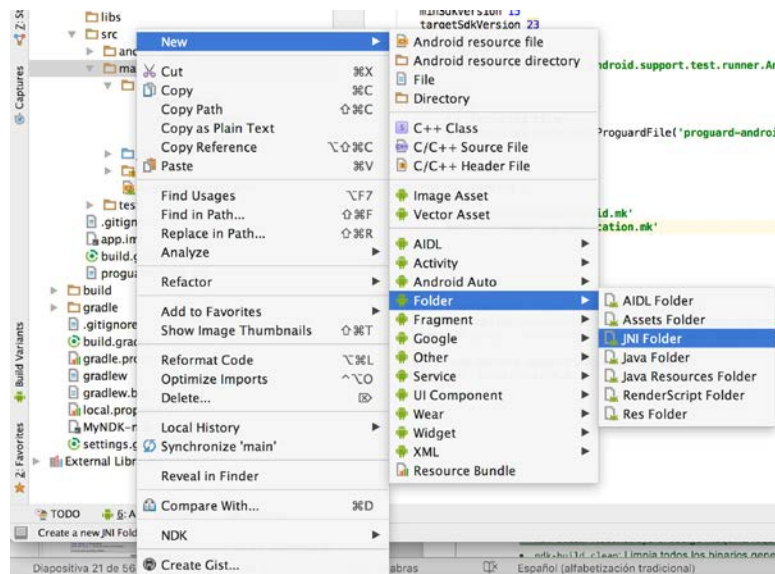 libs
src
main
tes
.gitign
app.im
build.g
progua
build
gradle
.gitignore
build.grad
gradle.pro
gradlew
gradlew.b
local.prop
MyNDK-
settings.g
External Libr
Captures
Build Variants
2: Favorites
TODO
6: A
Create a new JNI Fold
Diapositiva 21 de 56
New
Cut ⌘X
Copy ⌘C
Copy Path ⇧⌘C
Copy as Plain Text
Copy Reference ⌥⇧⌘C
Paste ⌘V
Find Usages ⌥F7
Find in Path... ⇧⌘F
Replace in Path... ⇧⌘R
Analyze
Refactor
Add to Favorites
Show Image Thumbnails ⇧⌘T
Reformat Code ⌥⌘L
Optimize Imports ^⌥O
Delete... ⌦
Local History
Synchronize 'main'
Reveal in Finder
Compare With... ⌘D
NDK
Create Gist...
Android resource file
Android resource directory
File
Directory
C++ Class
C/C++ Source File
C/C++ Header File
Image Asset
Vector Asset
AIDL
Activity
Android Auto
Folder
Fragment
Google
Other
Service
UI Component
Wear
Widget
XML
Resource Bundle
AIDL Folder
Assets Folder
JNI Folder
Java Folder
Java Resources Folder
RenderScript Folder
Res Folder
minSdkVersion 15
targetSdkVersion 23
ndroid.support.test.runner.An
ProguardFile('proguard-androi
id.mk'
cation.mk'
ndk-build clean: Limpia todos los binarios gene
abras
Español (alfabetización tradicional)